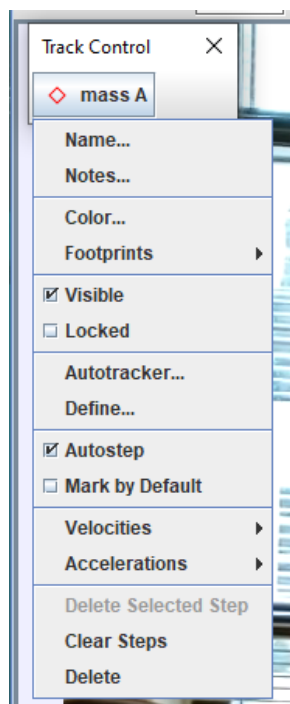 Track Control
mass A
Name...
Notes...
Color...
Footprints
Visible
Locked
Autotracker...
Define...
Autostep
Mark by Default
Velocities
Accelerations
Delete Selected Step
Clear Steps
Delete